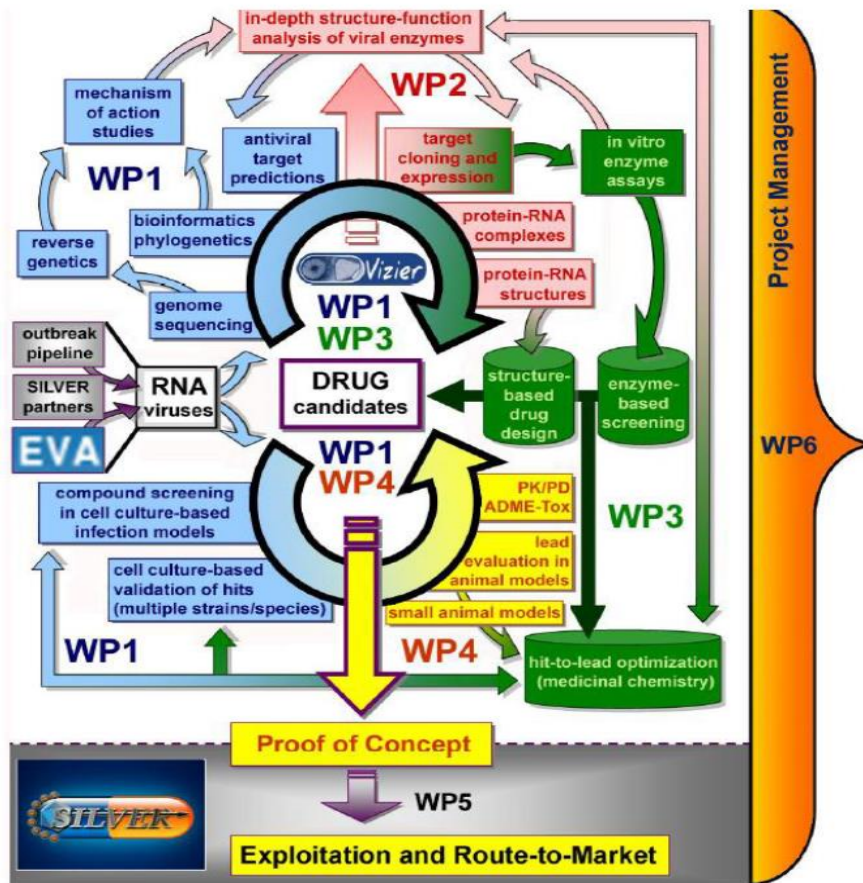 in-depth structure-function
analysis of viral enzymes
WP2
mechanism
of action
studies
antiviral
target
predictions
target
cloning and
expression
in vitro
enzyme
assays
WP1
bioinformatics
phylogenetics
reverse
genetics
genome
sequencing
protein-RNA
complexes
protein-RNA
structures
Vizier
WP1
WP3
outbreak
pipeline
SILVER
partners
EVA
RNA
viruses
DRUG
candidates
structure-
based
drug
design
enzyme-
based
screening
WP1
WP4
compound screening
in cell culture-based
infection models
cell culture-based
validation of hits
(multiple strains/species)
PK/PD
ADME-Tox
lead
evaluation in
animal models
small animal models
WP3
WP1
WP4
hit-to-lead optimization
(medicinal chemistry)
Proof of Concept
SILVER
WP5
Exploitation and Route-to-Market
Project Management
WP6